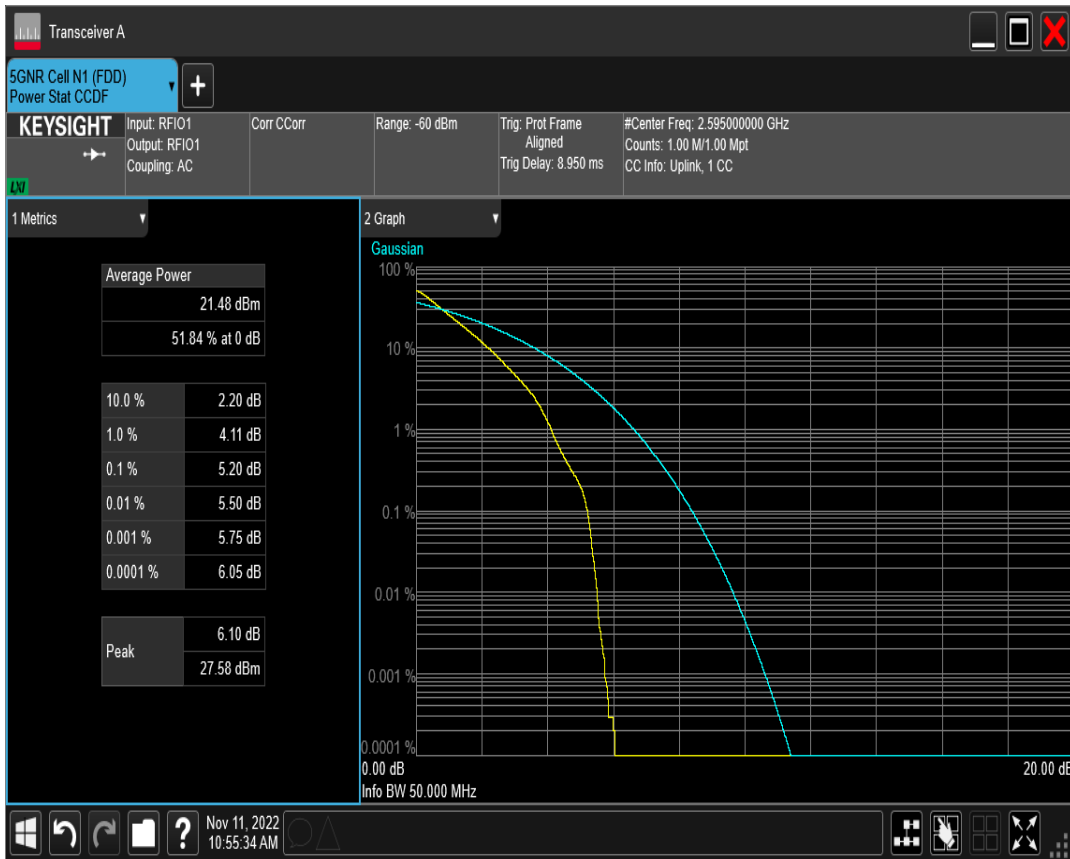 Transceiver A
5GNR Cell N1 (FDD)
Power Stat CCDF
+
KEYSIGHT
LXI
Input: RFIO1
Output: RFIO1
Coupling: AC
Corr CCorr
Range: -60 dBm
Trig: Prot Frame
Aligned
Trig Delay: 8.950 ms
#Center Freq: 2.595000000 GHz
Counts: 1.00 M/1.00 Mpt
CC Info: Uplink, 1 CC
1 Metrics
Average Power
21.48 dBm
51.84 % at 0 dB
10.0 % 2.20 dB
1.0 % 4.11 dB
0.1 % 5.20 dB
0.01 % 5.50 dB
0.001 % 5.75 dB
0.0001 % 6.05 dB
Peak 6.10 dB
27.58 dBm
2 Graph
Gaussian
100 %
10 %
1 %
0.1 %
0.01 %
0.001 %
0.0001 %
0.00 dB 20.00 dB
Info BW 50.000 MHz
?
Nov 11, 2022
10:55:34 AM